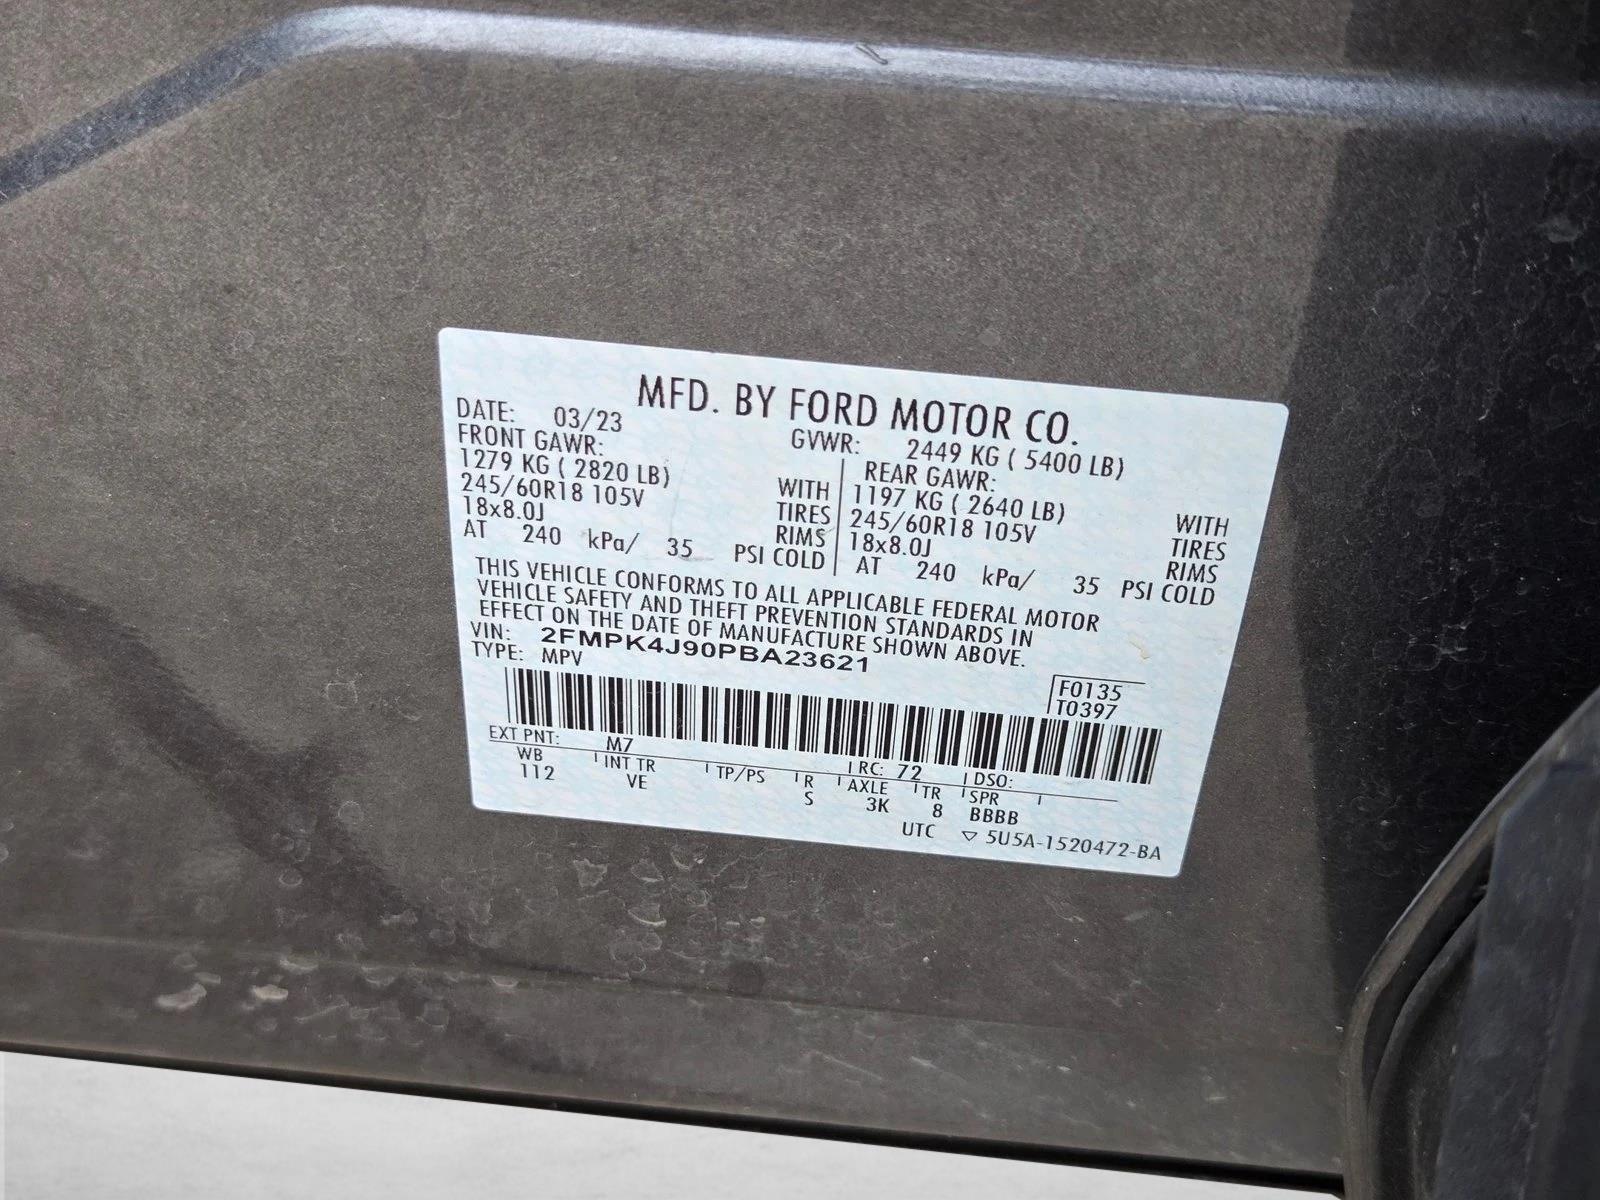 MFD. BY FORD MOTOR CO.
DATE: 03/23 GVWR: 2449 KG ( 5400 LB)
FRONT GAWR: REAR GAWR:
1279 KG ( 2820 LB) WITH 1197 KG ( 2640 LB) WITH
245/60R18 105V TIRES 245/60R18 105V TIRES
18x8.0J RIMS 18x8.0J RIMS
AT 240 kPa/ 35 PSI COLD AT 240 kPa/ 35 PSI COLD
THIS VEHICLE CONFORMS TO ALL APPLICABLE FEDERAL MOTOR
VEHICLE SAFETY AND THEFT PREVENTION STANDARDS IN
EFFECT ON THE DATE OF MANUFACTURE SHOWN ABOVE.
VIN: 2FMPK4J90PBA23621
TYPE: MPV
F0135
T0397
EXT PNT: M7 RC: 72 DSO:
WB INT TR TP/PS R AXLE TR SPR
112 VE S 3K 8 BBBB
UTC ▽ 5U5A-1520472-BA